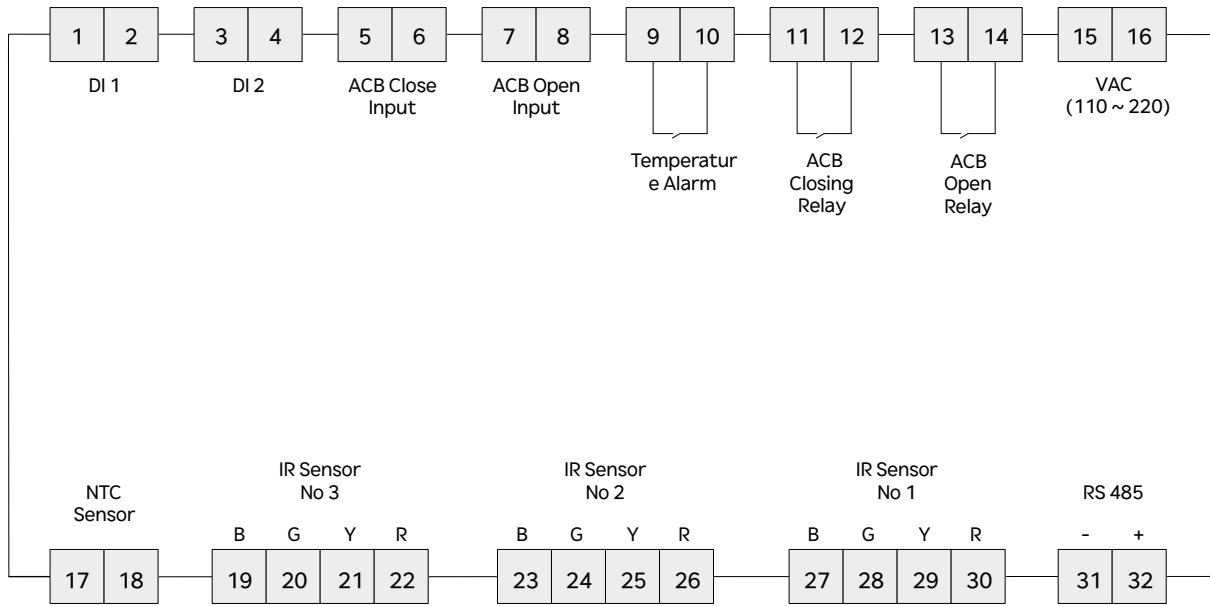 1 2 3 4 5 6 7 8 9 10 11 12 13 14 15 16
DI 1
DI 2
ACB Close
Input
ACB Open
Input
Temperatur
e Alarm
ACB
Closing
Relay
ACB
Open
Relay
VAC
(110 ~ 220)
NTC
Sensor
IR Sensor
No 3
B G Y R
IR Sensor
No 2
B G Y R
IR Sensor
No 1
B G Y R
RS 485
- +
17 18 19 20 21 22 23 24 25 26 27 28 29 30 31 32